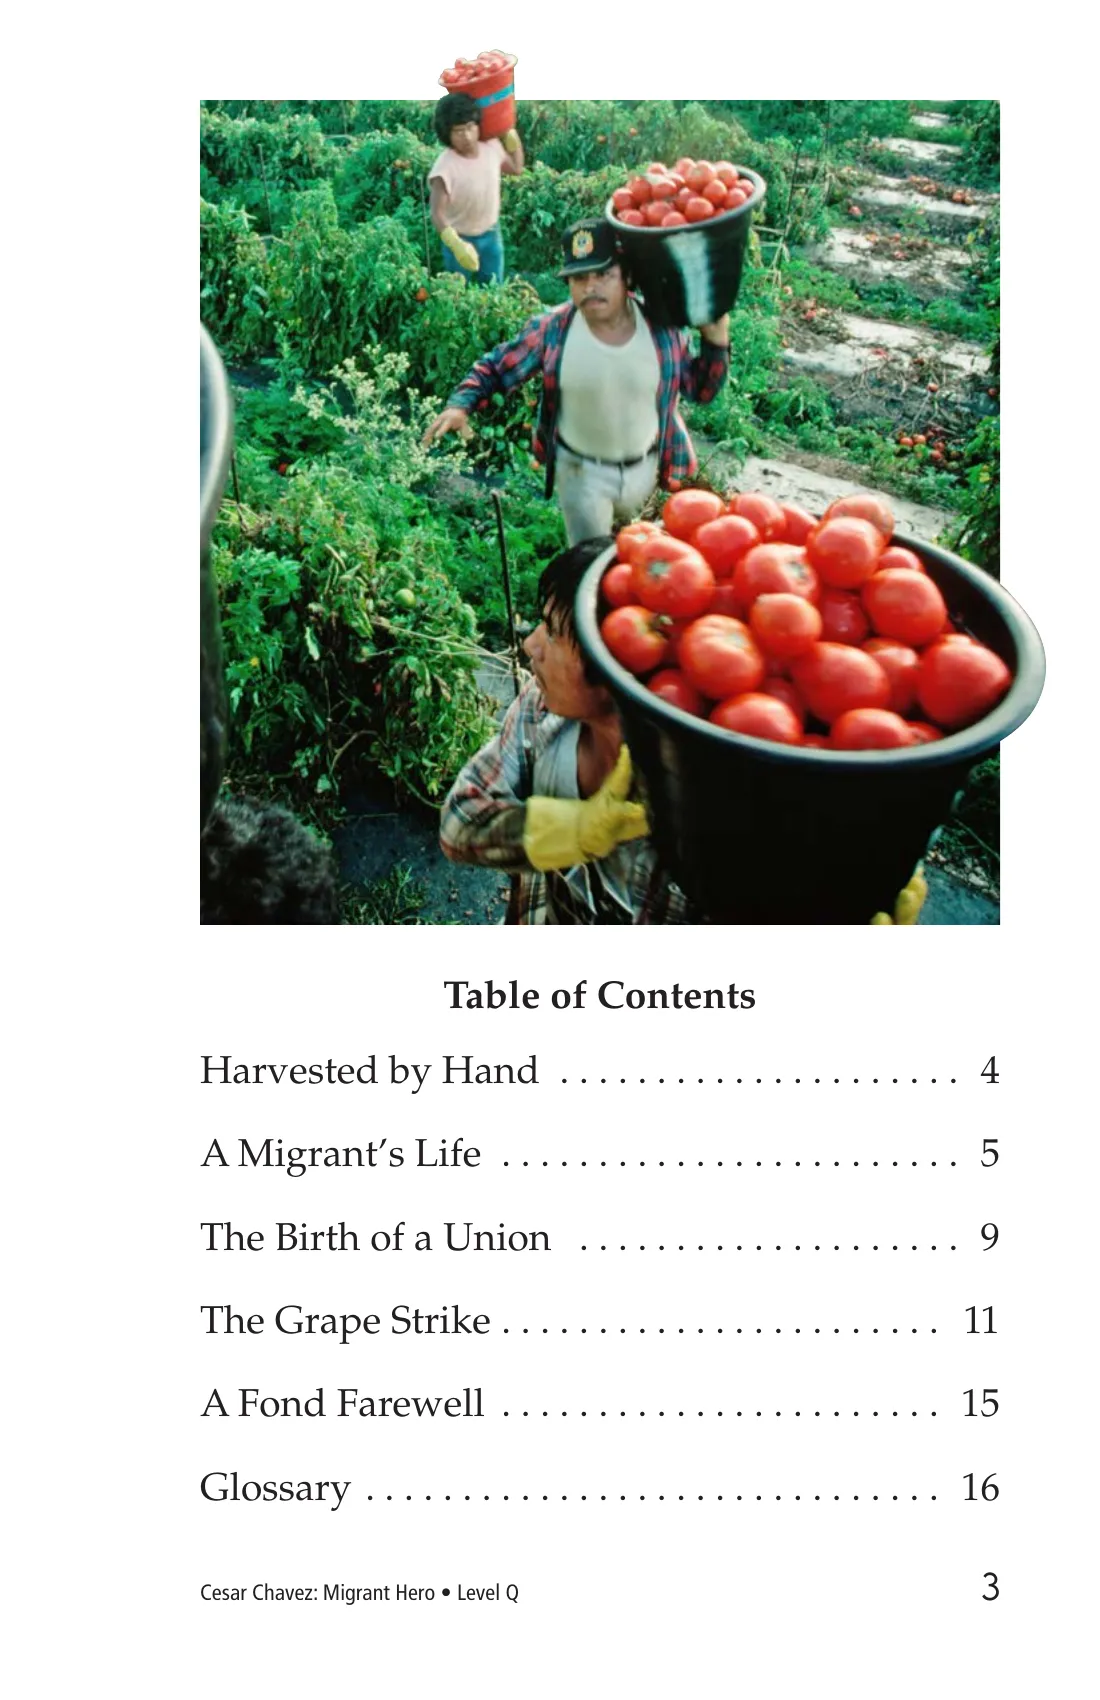 Table of Contents
Harvested by Hand . . . . . . . . . . . . . . . . . . . . . 4
A Migrant’s Life . . . . . . . . . . . . . . . . . . . . . . . . 5
The Birth of a Union . . . . . . . . . . . . . . . . . . . . 9
The Grape Strike . . . . . . . . . . . . . . . . . . . . . . . 11
A Fond Farewell . . . . . . . . . . . . . . . . . . . . . . . 15
Glossary . . . . . . . . . . . . . . . . . . . . . . . . . . . . . . 16
Cesar Chavez: Migrant Hero • Level Q 3